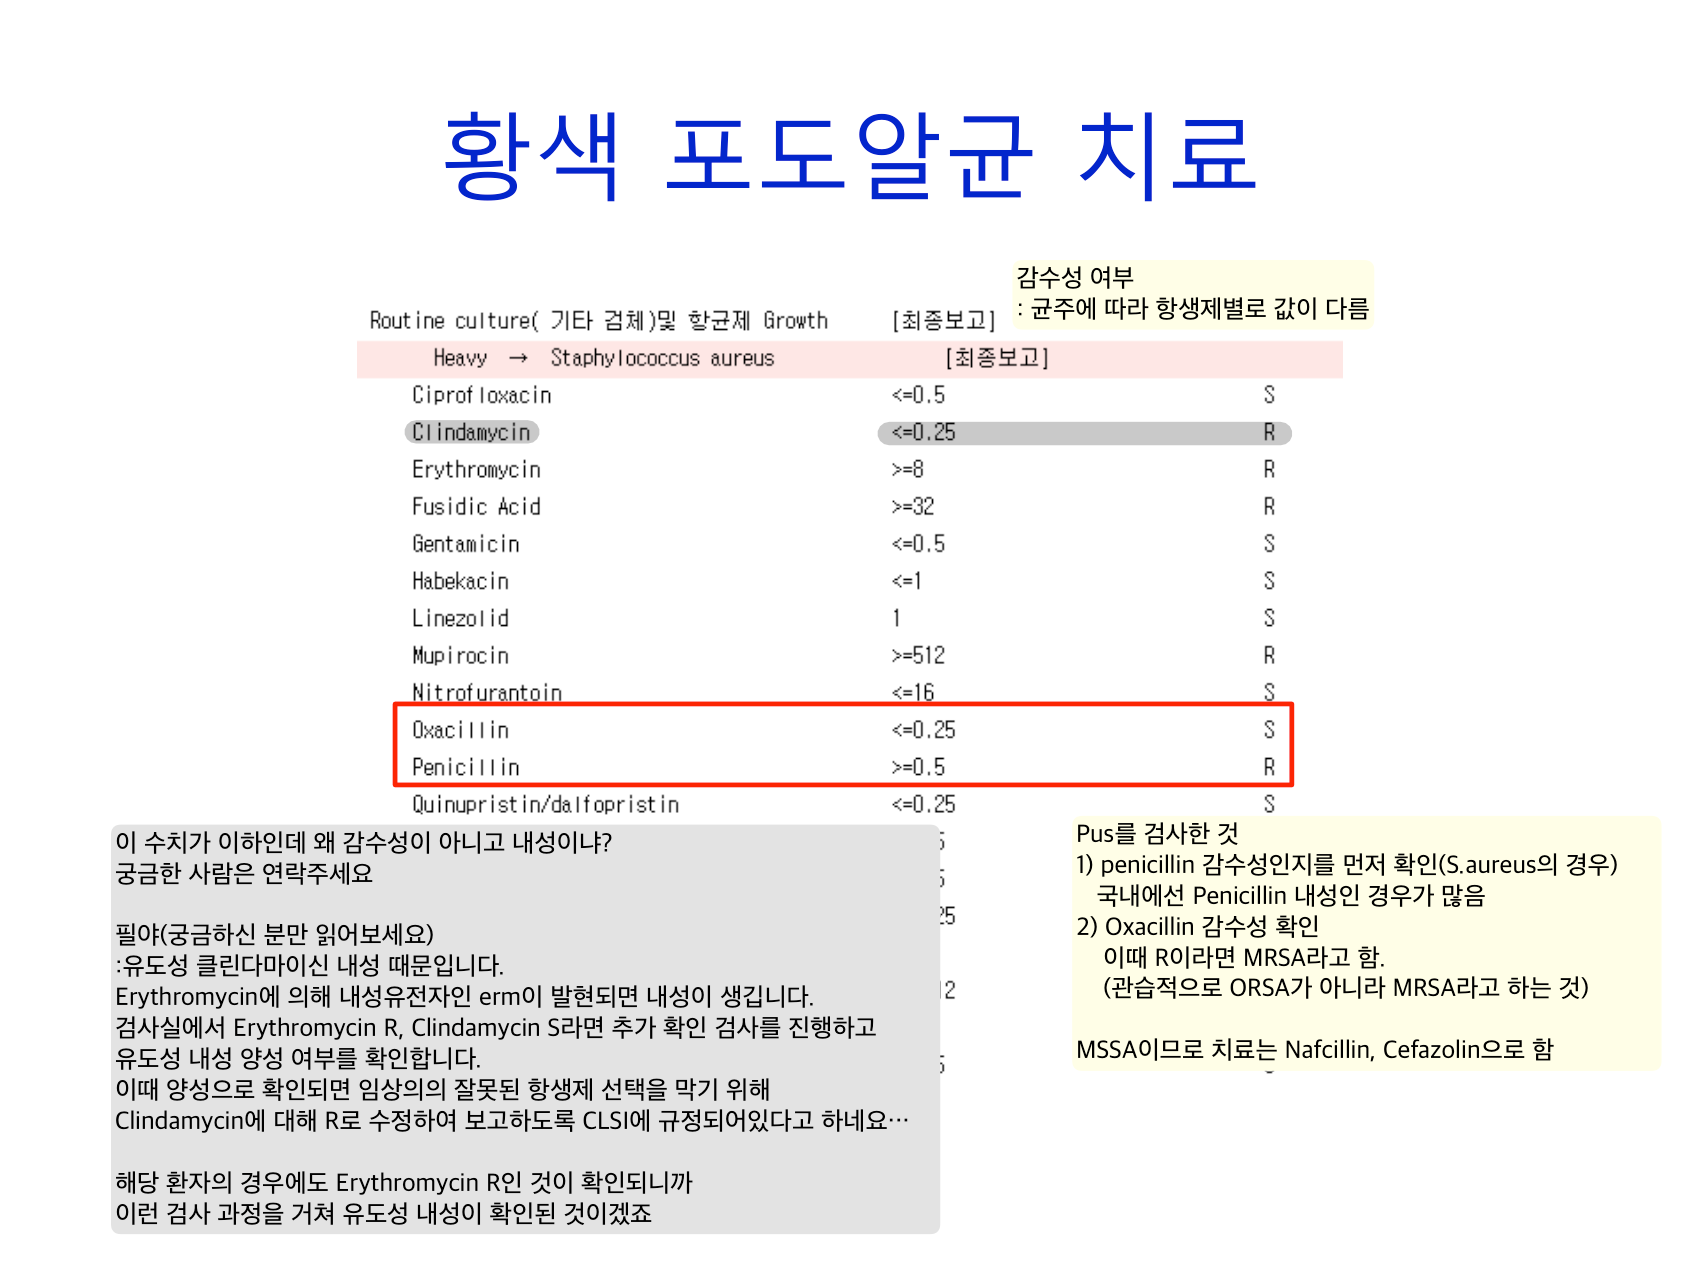 황색 포도알균 치료
감수성 여부
: 균주에 따라 항생제별로 값이 다름
Routine culture( 기타 검체)및 항균제 Growth [최종보고]
Heavy → Staphylococcus aureus [최종보고]
Ciprofloxacin <=0.5 S
Clindamycin <=0.25 R
Erythromycin >=8 R
Fusidic Acid >=32 R
Gentamicin <=0.5 S
Habekacin <=1 S
Linezolid 1 S
Mupirocin >=512 R
Nitrofurantoin <=16 S
Oxacillin <=0.25 S
Penicillin >=0.5 R
Quinupristin/dalfopristin <=0.25 S
이 수치가 이하인데 왜 감수성이 아니고 내성이냐?
궁금한 사람은 연락주세요
필야(궁금하신 분만 읽어보세요)
:유도성 클린다마이신 내성 때문입니다.
Erythromycin에 의해 내성유전자인 erm이 발현되면 내성이 생깁니다.
검사실에서 Erythromycin R, Clindamycin S라면 추가 확인 검사를 진행하고
유도성 내성 양성 여부를 확인합니다.
이때 양성으로 확인되면 임상의의 잘못된 항생제 선택을 막기 위해
Clindamycin에 대해 R로 수정하여 보고하도록 CLSI에 규정되어있다고 하네요…
해당 환자의 경우에도 Erythromycin R인 것이 확인되니까
이런 검사 과정을 거쳐 유도성 내성이 확인된 것이겠죠
Pus를 검사한 것
1) penicillin 감수성인지를 먼저 확인(S.aureus의 경우)
국내에선 Penicillin 내성인 경우가 많음
2) Oxacillin 감수성 확인
이때 R이라면 MRSA라고 함.
(관습적으로 ORSA가 아니라 MRSA라고 하는 것)
MSSA이므로 치료는 Nafcillin, Cefazolin으로 함